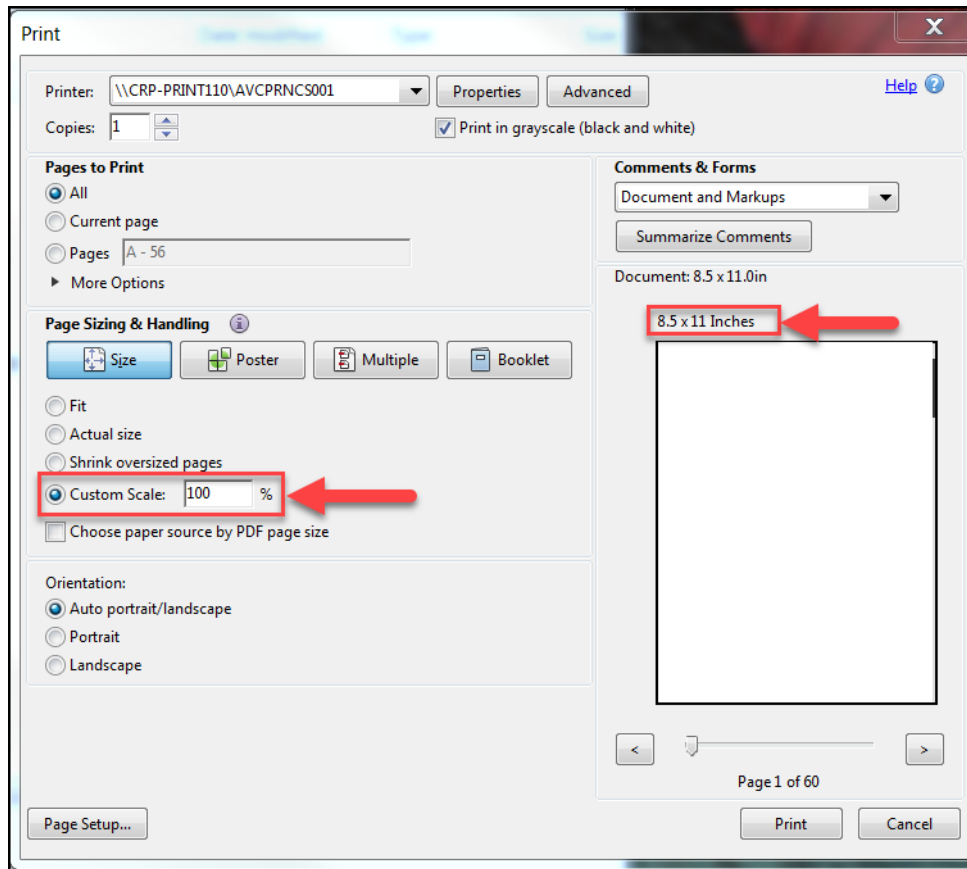 Print
X
Printer: \\CRP-PRINT110\AVCPRNCS001 Properties Advanced Help ?
Copies: 1 Print in grayscale (black and white)
Pages to Print
All
Current page
Pages A - 56
More Options
Page Sizing & Handling i
Size Poster Multiple Booklet
Fit
Actual size
Shrink oversized pages
Custom Scale: 100 %
Choose paper source by PDF page size
Orientation:
Auto portrait/landscape
Portrait
Landscape
Comments & Forms
Document and Markups
Summarize Comments
Document: 8.5 x 11.0in
8.5 x 11 Inches
< >
Page 1 of 60
Page Setup... Print Cancel